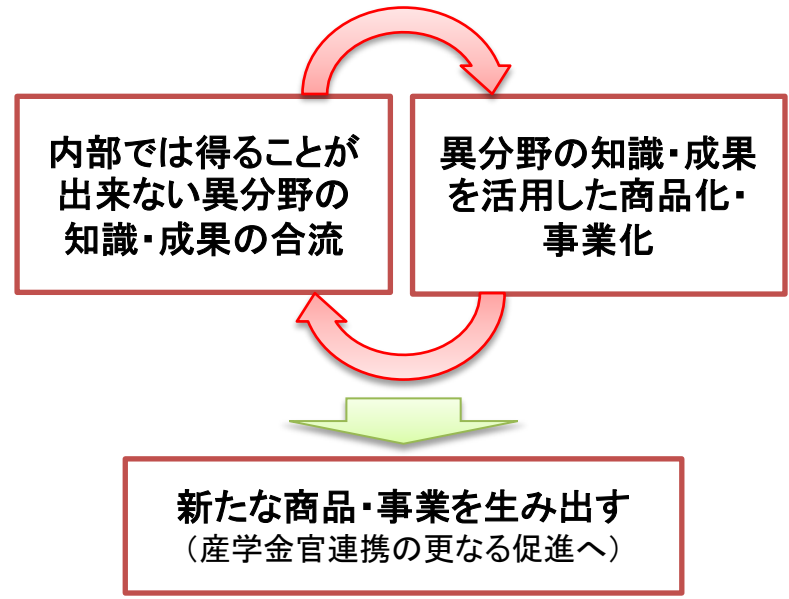 内部では得ることが
出来ない異分野の
知識・成果の合流
異分野の知識・成果
を活用した商品化・
事業化
新たな商品・事業を生み出す
（産学金官連携の更なる促進へ）